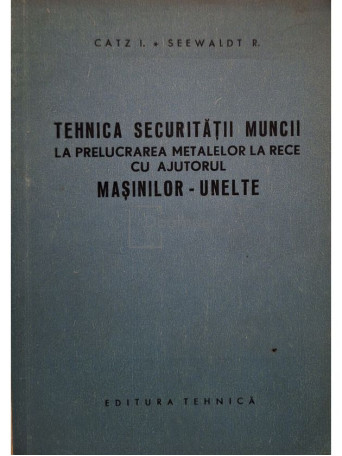 CATZ I. + SEEWALDT R.
TEHNICA SECURITĂȚII MUNCII
LA PRELUCRAREA METALELOR LA RECE
CU AJUTORUL
MAȘINILOR - UNELTE
EDITURA TEHNICĂ